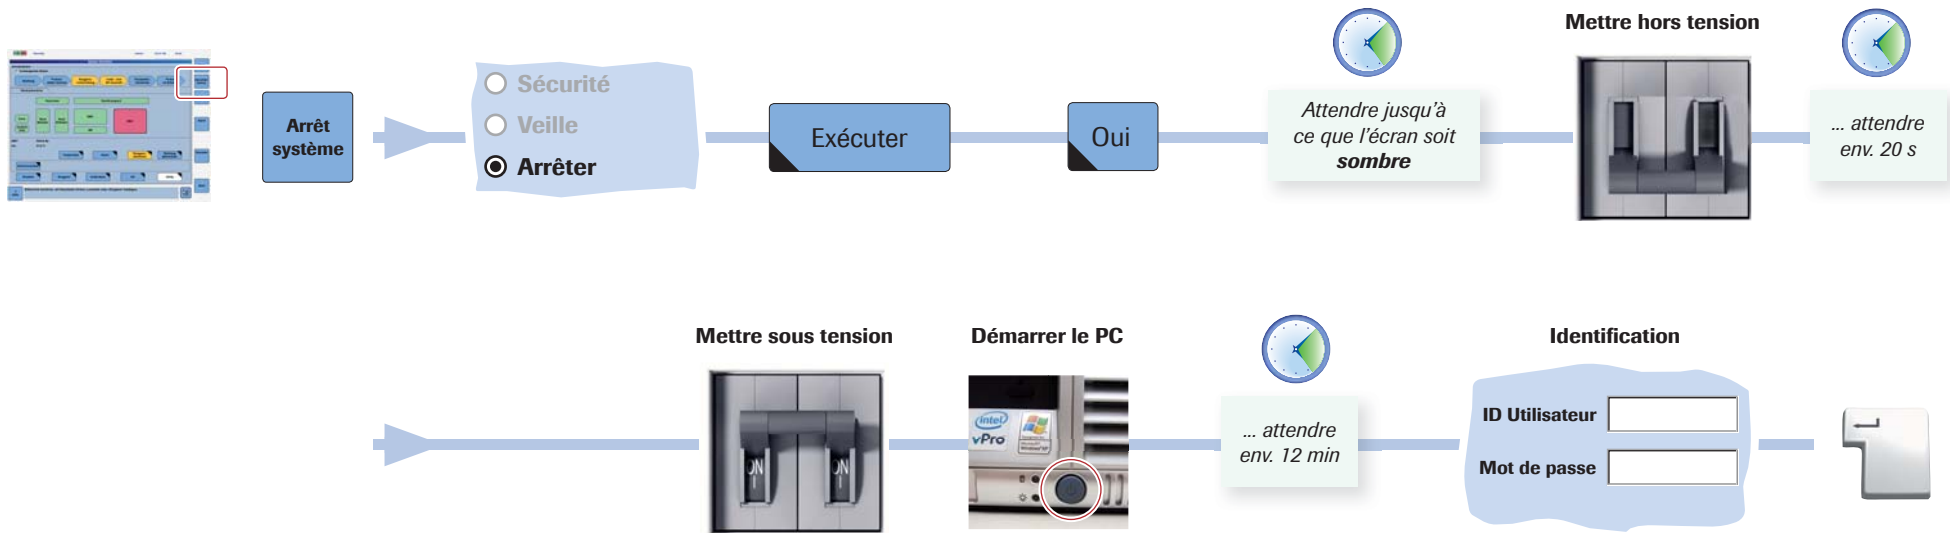 Arrêt
système
Sécurité
Veille
Arrêter
Exécuter
Oui
Attendre jusqu'à
ce que l'écran soit
sombre
Mettre hors tension
... attendre
env. 20 s
Mettre sous tension
ON
ON
Démarrer le PC
intel
vPro
... attendre
env. 12 min
Identification
ID Utilisateur
Mot de passe